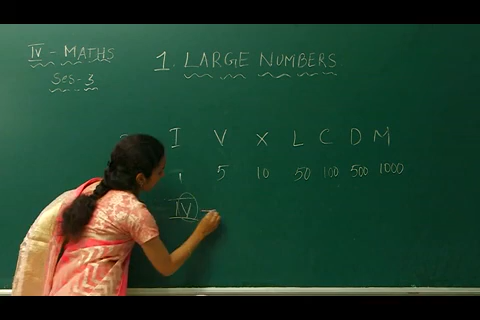 IV - MATHS
Ses - 3
1. LARGE NUMBERS
I V X L C D M
1 5 10 50 100 500 1000
IV -